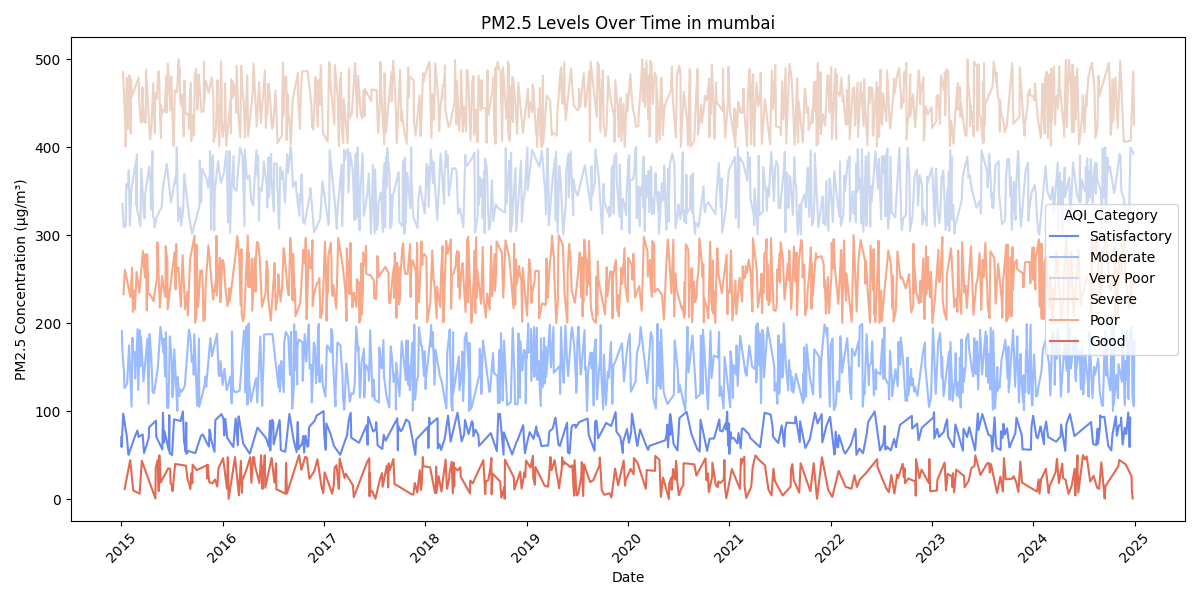 PM2.5 Levels Over Time in mumbai
PM2.5 Concentration (µg/m³)
500
400
300
200
100
0
AQI_Category
Satisfactory
Moderate
Very Poor
Severe
Poor
Good
2015
2016
2017
2018
2019
2020
2021
2022
2023
2024
2025
Date